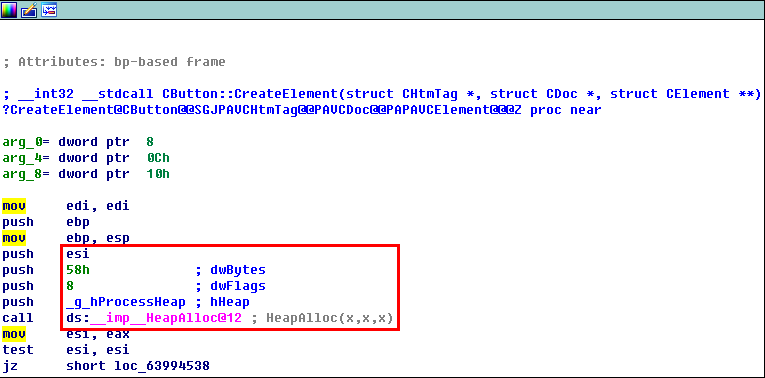 ; Attributes: bp-based frame
; __int32 __stdcall CButton::CreateElement(struct CHtmTag *, struct CDoc *, struct CElement **)
?CreateElement@CButton@@SGJPAVCHtmTag@@PAVCDoc@@PAPAVCElement@@@Z proc near
arg_0= dword ptr  8
arg_4= dword ptr  0Ch
arg_8= dword ptr  10h
mov     edi, edi
push    ebp
mov     ebp, esp
push    esi
push    58h             ; dwBytes
push    8               ; dwFlags
push    _g_hProcessHeap ; hHeap
call    ds:__imp__HeapAlloc@12 ; HeapAlloc(x,x,x)
mov     esi, eax
test    esi, esi
jz      short loc_63994538